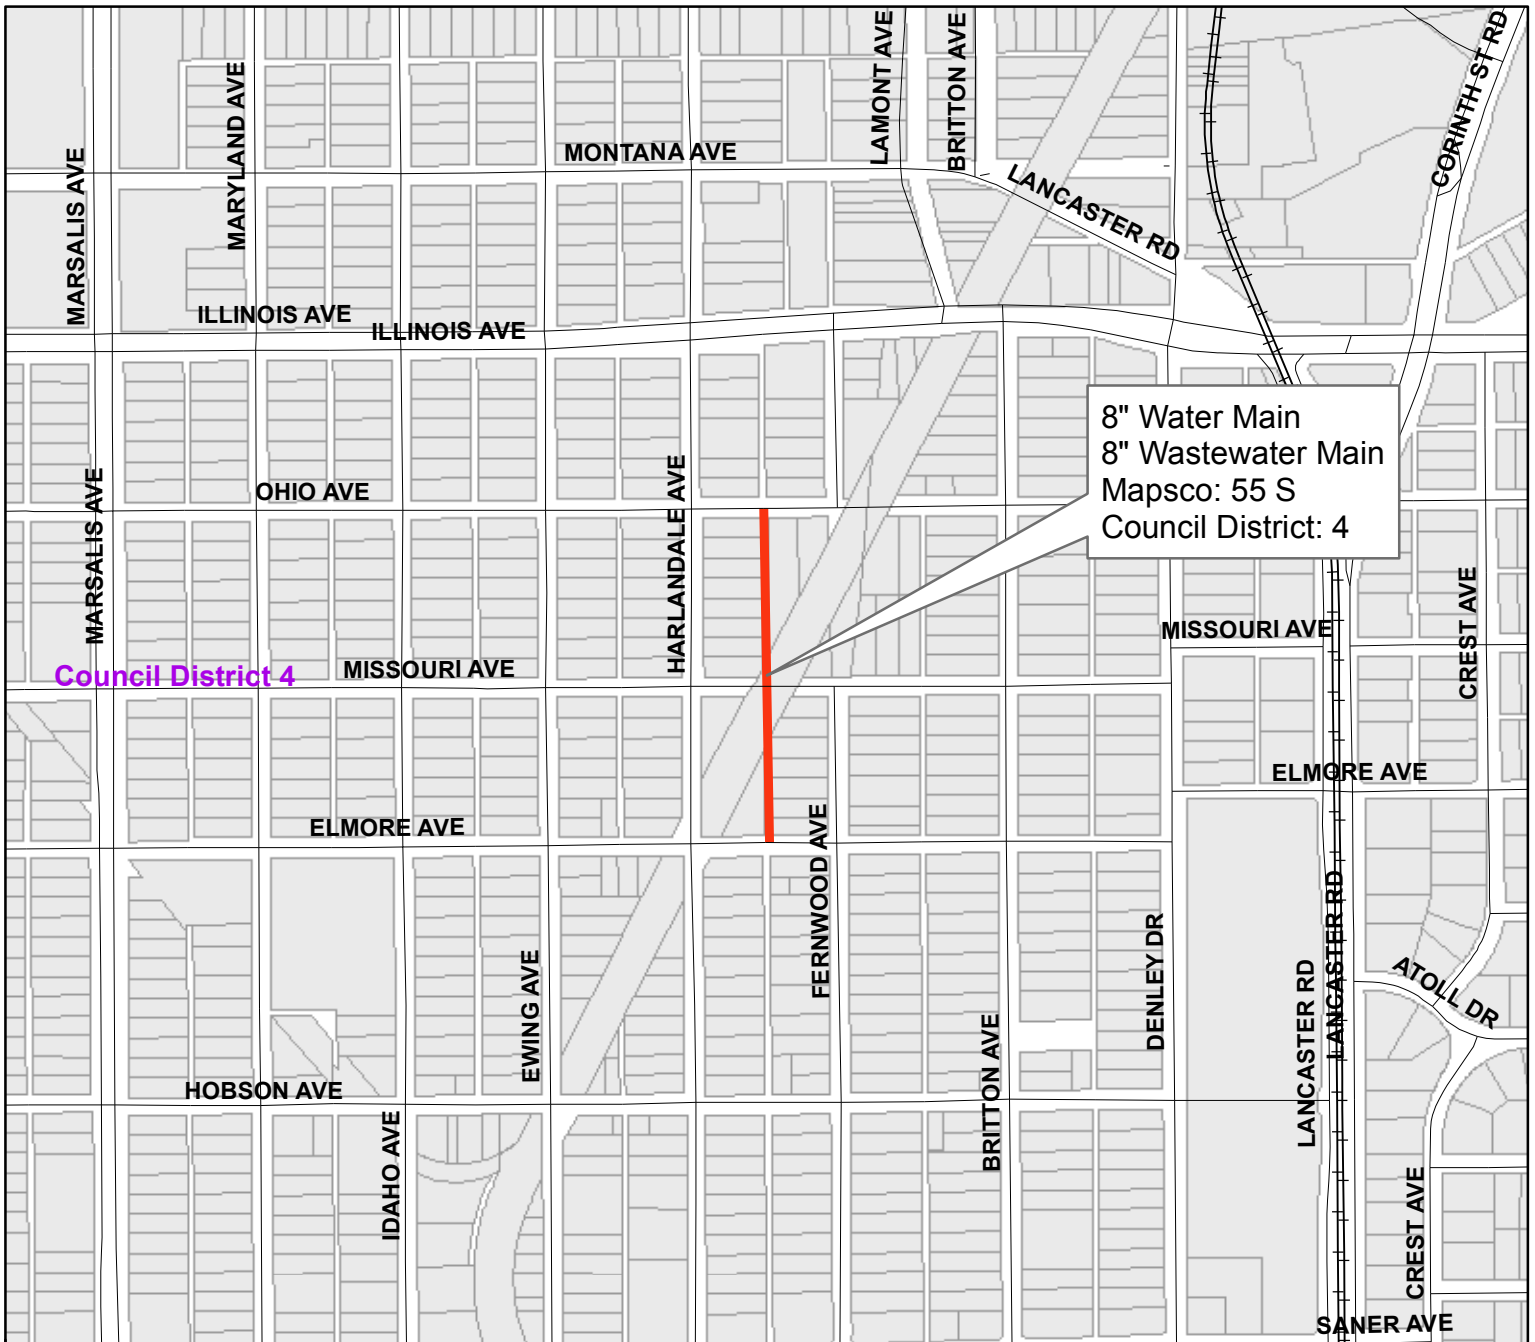 LAMONT AVE
BRITTON AVE
CORINTH ST RD
MARYLAND AVE
MONTANA AVE
MARSALIS AVE
LANCASTER RD
ILLINOIS AVE
ILLINOIS AVE
8" Water Main
8" Wastewater Main
Mapsco: 55 S
Council District: 4
OHIO AVE
HARLANDALE AVE
MARSALIS AVE
CREST AVE
MISSOURI AVE
MISSOURI AVE
Council District 4
ELMORE AVE
ELMORE AVE
FERNWOOD AVE
LANCASTER RD
DENLEY DR
EWING AVE
ATOLL DR
LANCASTER RD
BRITTON AVE
HOBSON AVE
IDAHO AVE
CREST AVE
SANER AVE